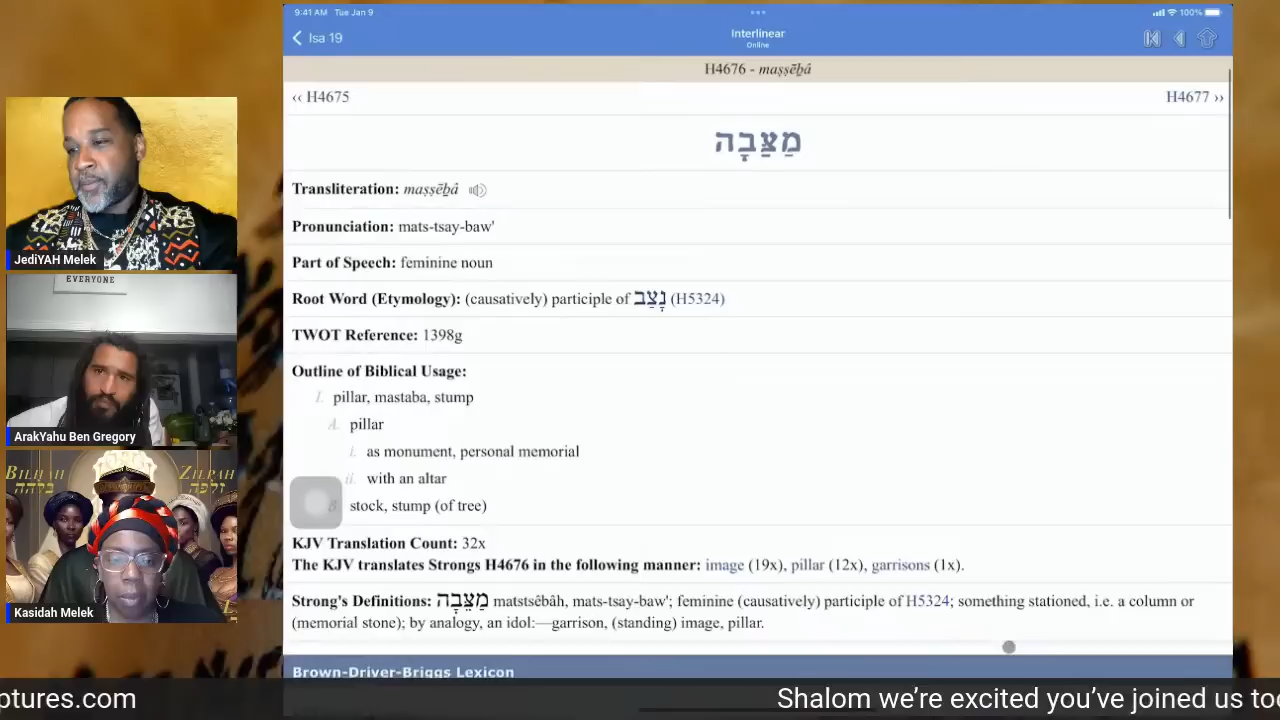 9:41 AM Tue Jan 9
100%
Isa 19
Interlinear
Online
H4676 - maṣṣēḇâ
‹‹ H4675
H4677 ››
מַצֵּבָה
Transliteration: maṣṣēḇâ
Pronunciation: mats-tsay-baw'
Part of Speech: feminine noun
Root Word (Etymology): (causatively) participle of נָצַב (H5324)
TWOT Reference: 1398g
Outline of Biblical Usage:
I. pillar, mastaba, stump
A. pillar
i. as monument, personal memorial
ii. with an altar
B. stock, stump (of tree)
KJV Translation Count: 32x
The KJV translates Strongs H4676 in the following manner: image (19x), pillar (12x), garrisons (1x).
Strong's Definitions: מַצֵּבָה matstsêbâh, mats-tsay-baw'; feminine (causatively) participle of H5324; something stationed, i.e. a column or
(memorial stone); by analogy, an idol:—garrison, (standing) image, pillar.
Brown-Driver-Briggs Lexicon
JediYAH Melek
EVERYONE
ArakYahu Ben Gregory
BILHAH
בלהה
ZILPAH
זלפה
Kasidah Melek
ptures.com
Shalom we're excited you've joined us too